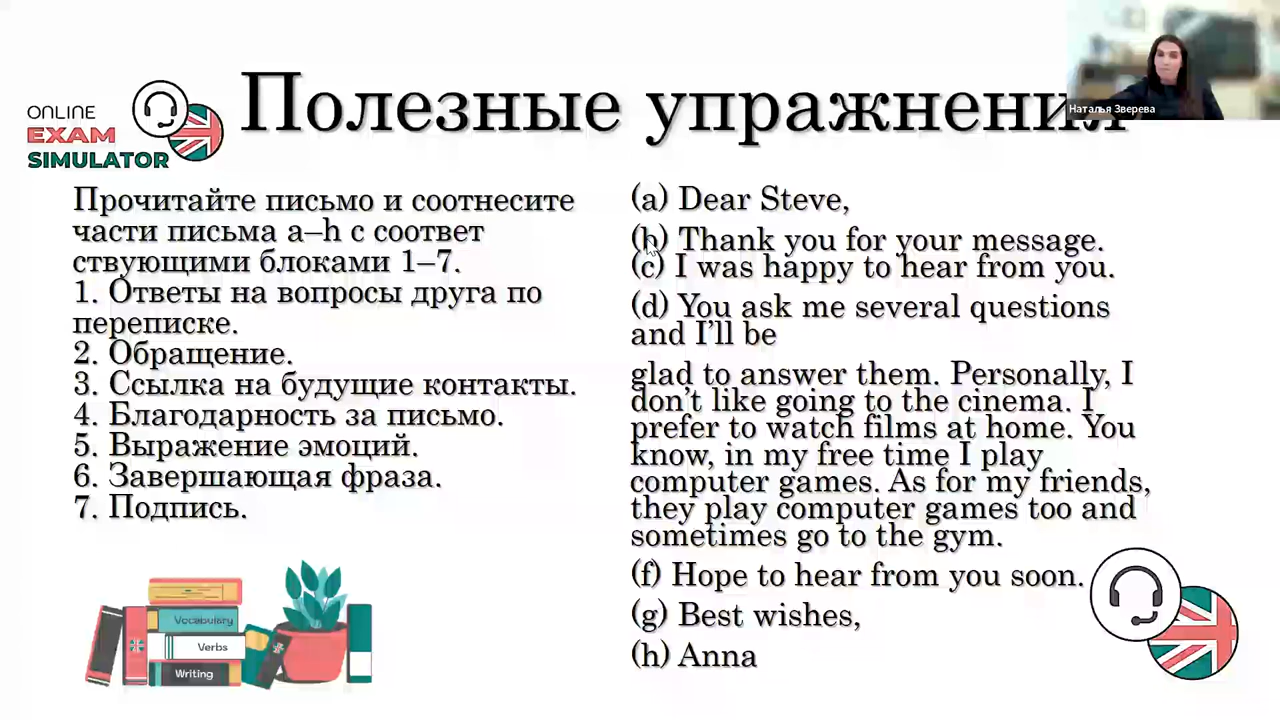 Наталья Зверева
Полезные упражнения
ONLINE
EXAM
SIMULATOR
Прочитайте письмо и соотнесите
части письма a–h с соответ
ствующими блоками 1–7.
1. Ответы на вопросы друга по
переписке.
2. Обращение.
3. Ссылка на будущие контакты.
4. Благодарность за письмо.
5. Выражение эмоций.
6. Завершающая фраза.
7. Подпись.
(a) Dear Steve,
(b) Thank you for your message.
(c) I was happy to hear from you.
(d) You ask me several questions
and I’ll be
glad to answer them. Personally, I
don’t like going to the cinema. I
prefer to watch films at home. You
know, in my free time I play
computer games. As for my friends,
they play computer games too and
sometimes go to the gym.
(f) Hope to hear from you soon.
(g) Best wishes,
(h) Anna
Vocabulary
Verbs
Writing